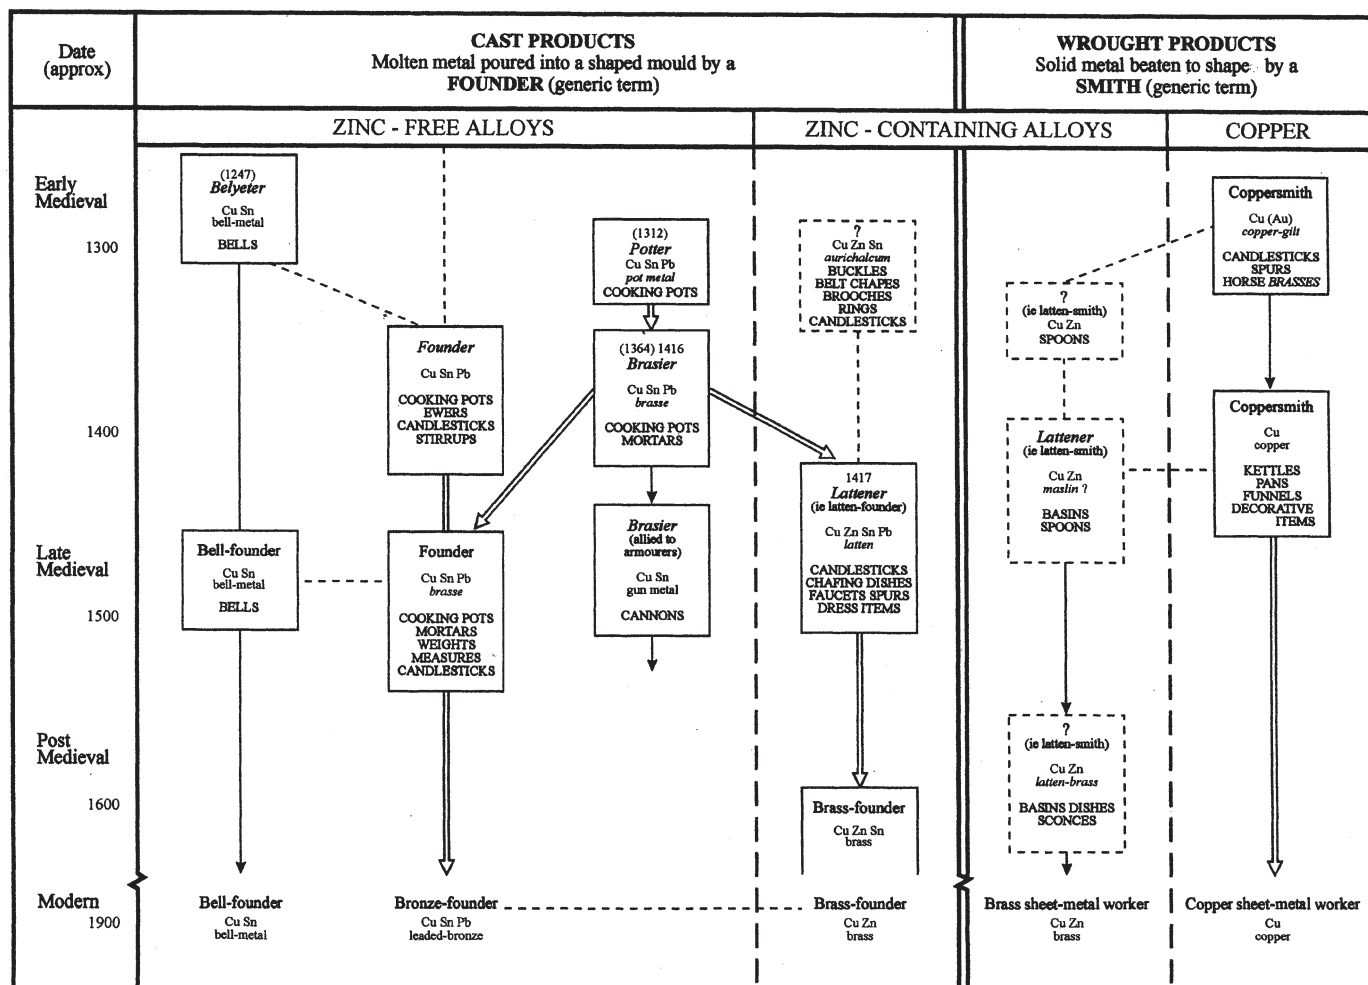 Date
(approx)
CAST PRODUCTS
Molten metal poured into a shaped mould by a
FOUNDER (generic term)
WROUGHT PRODUCTS
Solid metal beaten to shape by a
SMITH (generic term)
ZINC - FREE ALLOYS
ZINC - CONTAINING ALLOYS
COPPER
Early
Medieval
1300
1400
Late
Medieval
1500
Post
Medieval
1600
Modern
1900
(1247)
Belyeter
Cu Sn
bell-metal
BELLS
Bell-founder
Cu Sn
bell-metal
BELLS
Bell-founder
Cu Sn
bell-metal
Founder
Cu Sn Pb
COOKING POTS
EWERS
CANDLESTICKS
STIRRUPS
Founder
Cu Sn Pb
brasse
COOKING POTS
MORTARS
WEIGHTS
MEASURES
CANDLESTICKS
Bronze-founder
Cu Sn Pb
leaded-bronze
(1312)
Potter
Cu Sn Pb
pot metal
COOKING POTS
(1364) 1416
Brasier
Cu Sn Pb
brasse
COOKING POTS
MORTARS
Brasier
(allied to
armourers)
Cu Sn
gun metal
CANNONS
?
Cu Zn Sn
aurichalcum
BUCKLES
BELT CHAPES
BROOCHES
RINGS
CANDLESTICKS
1417
Lattener
(ie latten-founder)
Cu Zn Sn Pb
latten
CANDLESTICKS
CHAFING DISHES
FAUCETS SPURS
DRESS ITEMS
Brass-founder
Cu Zn Sn
brass
Brass-founder
Cu Zn
brass
?
(ie latten-smith)
Cu Zn
SPOONS
Lattener
(ie latten-smith)
Cu Zn
maslin ?
BASINS
SPOONS
?
(ie latten-smith)
Cu Zn
latten-brass
BASINS DISHES
SCONCES
Brass sheet-metal worker
Cu Zn
brass
Coppersmith
Cu (Au)
copper-gilt
CANDLESTICKS
SPURS
HORSE BRASSES
Coppersmith
Cu
copper
KETTLES
PANS
FUNNELS
DECORATIVE
ITEMS
Copper sheet-metal worker
Cu
copper